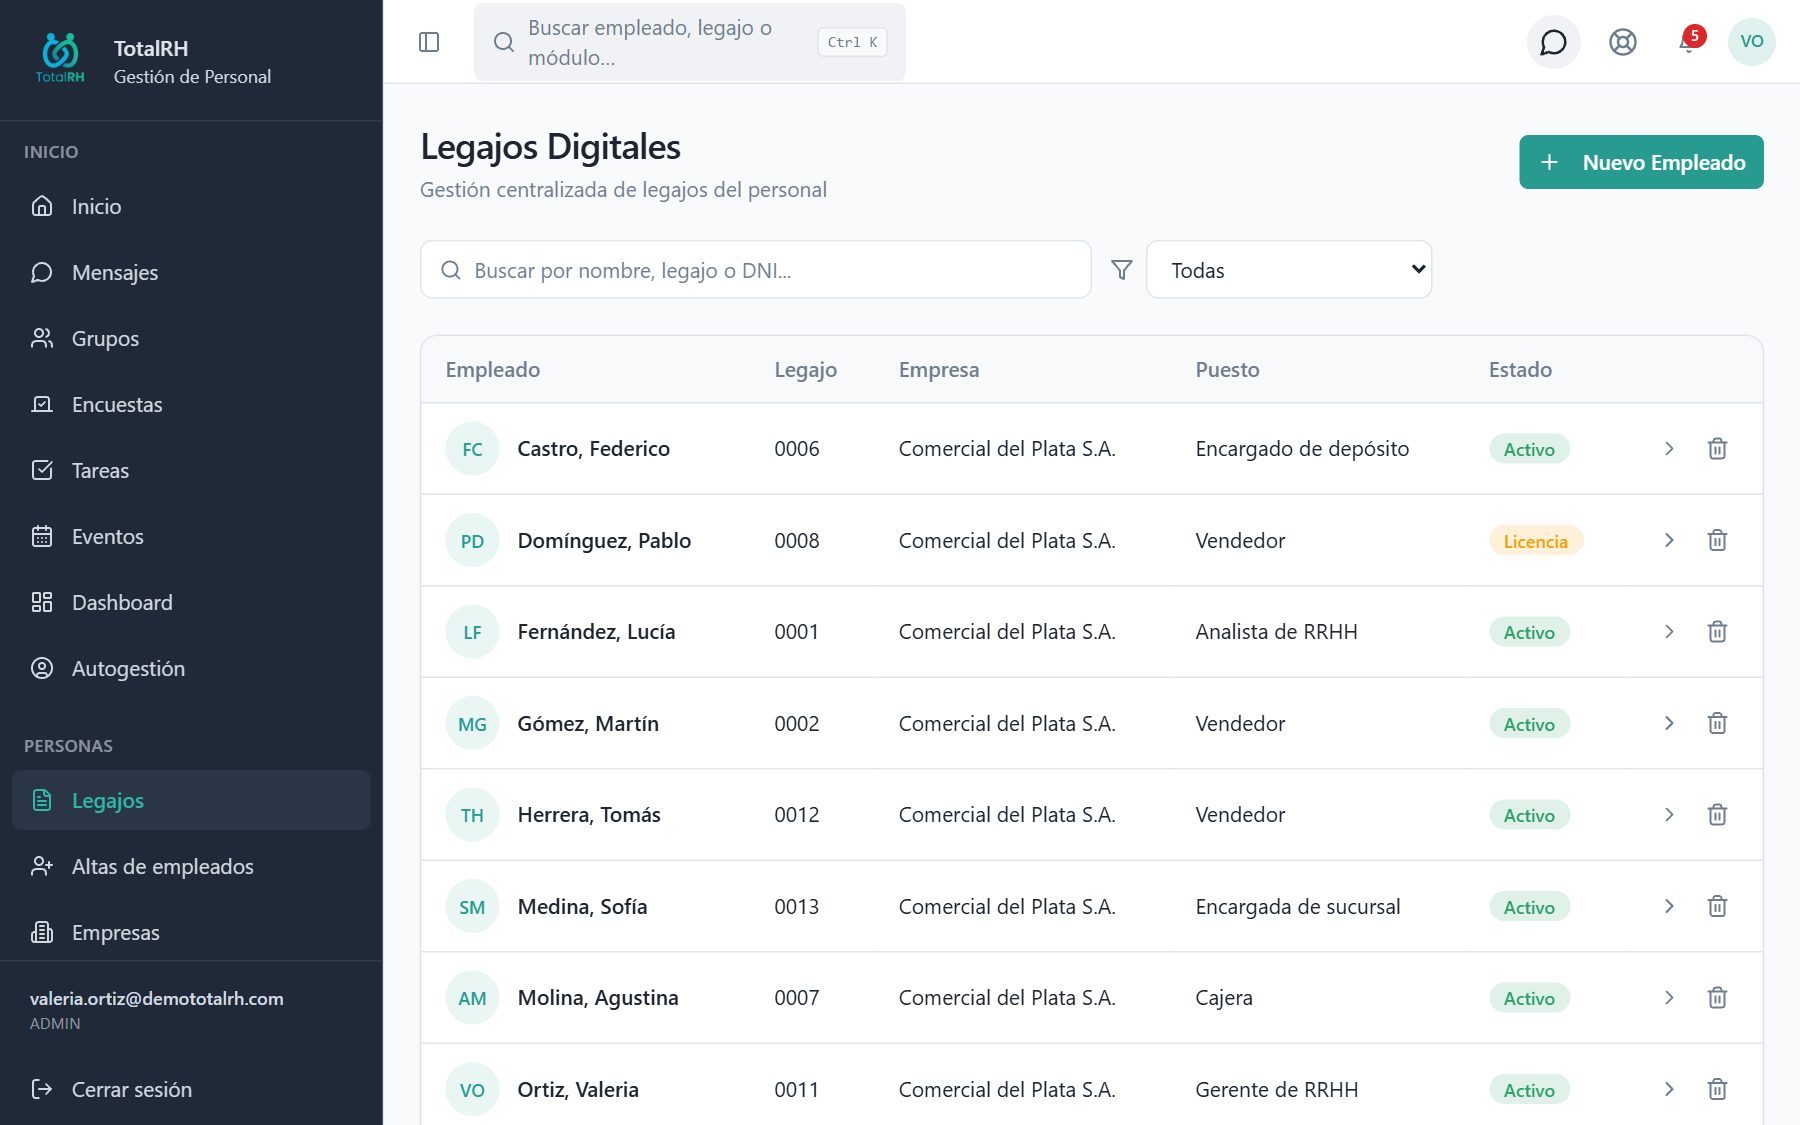 TotalRH
TotalRH
Gestión de Personal
INICIO
Inicio
Mensajes
Grupos
Encuestas
Tareas
Eventos
Dashboard
Autogestión
PERSONAS
Legajos
Altas de empleados
Empresas
valeria.ortiz@demototalrh.com
ADMIN
Cerrar sesión
Buscar empleado, legajo o
módulo...
Ctrl K
5
VO
Legajos Digitales
Gestión centralizada de legajos del personal
Nuevo Empleado
Buscar por nombre, legajo o DNI...
Todas
Empleado Legajo Empresa Puesto Estado
FC Castro, Federico 0006 Comercial del Plata S.A. Encargado de depósito Activo
PD Domínguez, Pablo 0008 Comercial del Plata S.A. Vendedor Licencia
LF Fernández, Lucía 0001 Comercial del Plata S.A. Analista de RRHH Activo
MG Gómez, Martín 0002 Comercial del Plata S.A. Vendedor Activo
TH Herrera, Tomás 0012 Comercial del Plata S.A. Vendedor Activo
SM Medina, Sofía 0013 Comercial del Plata S.A. Encargada de sucursal Activo
AM Molina, Agustina 0007 Comercial del Plata S.A. Cajera Activo
VO Ortiz, Valeria 0011 Comercial del Plata S.A. Gerente de RRHH Activo